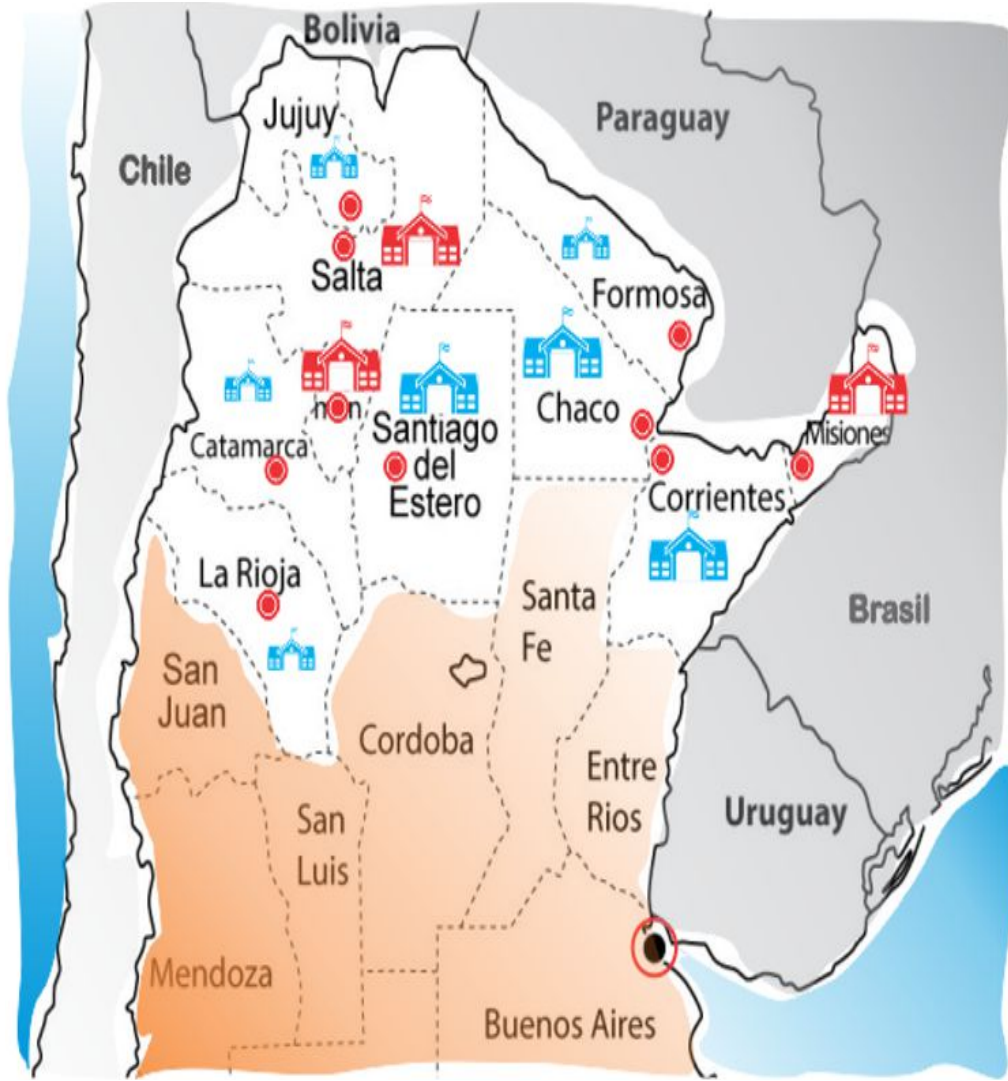 Bolivia
Jujuy
Paraguay
Chile
Salta
Formosa
Chaco
Santiago
del
Estero
Catamarca
Misiones
Corrientes
La Rioja
Santa
Fe
Brasil
San
Juan
Cordoba
Entre
Rios
Uruguay
San
Luis
Mendoza
Buenos Aires